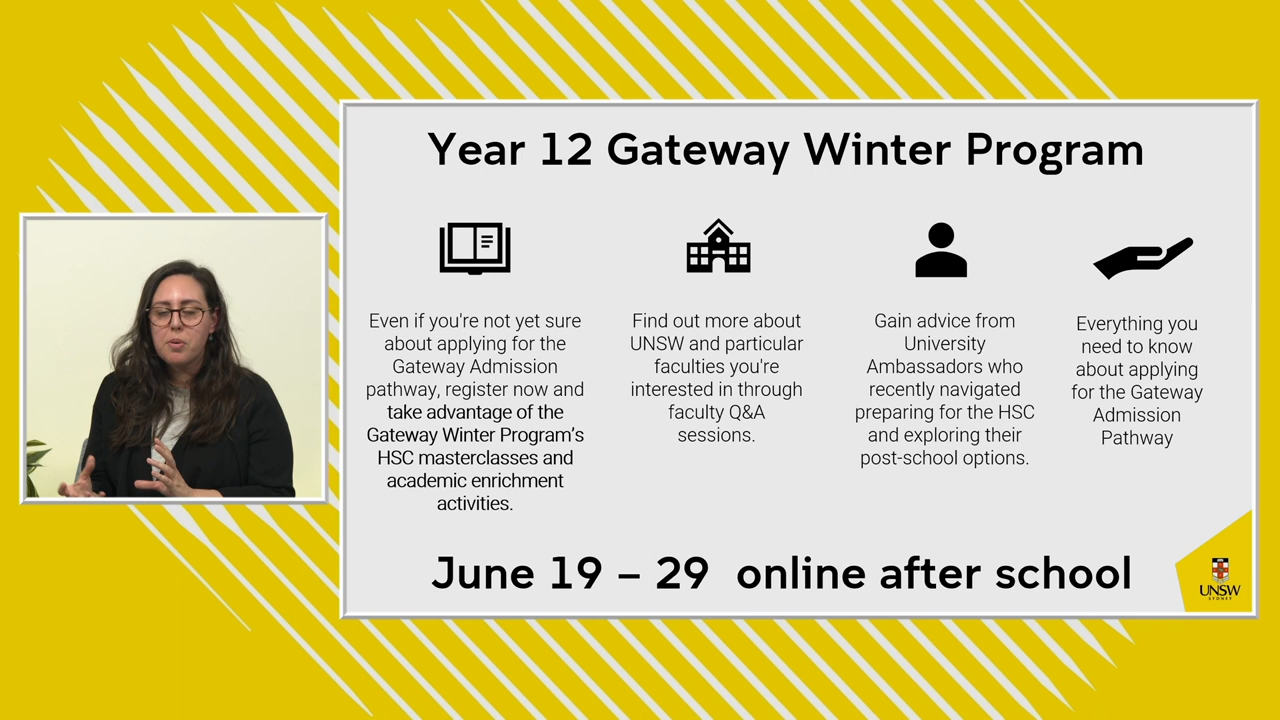 Year 12 Gateway Winter Program
Even if you're not yet sure
about applying for the
Gateway Admission
pathway, register now and
take advantage of the
Gateway Winter Program's
HSC masterclasses and
academic enrichment
activities.
Find out more about
UNSW and particular
faculties you're
interested in through
faculty Q&A
sessions.
Gain advice from
University
Ambassadors who
recently navigated
preparing for the HSC
and exploring their
post-school options.
Everything you
need to know
about applying
for the Gateway
Admission
Pathway
June 19 – 29 online after school
UNSW
SYDNEY